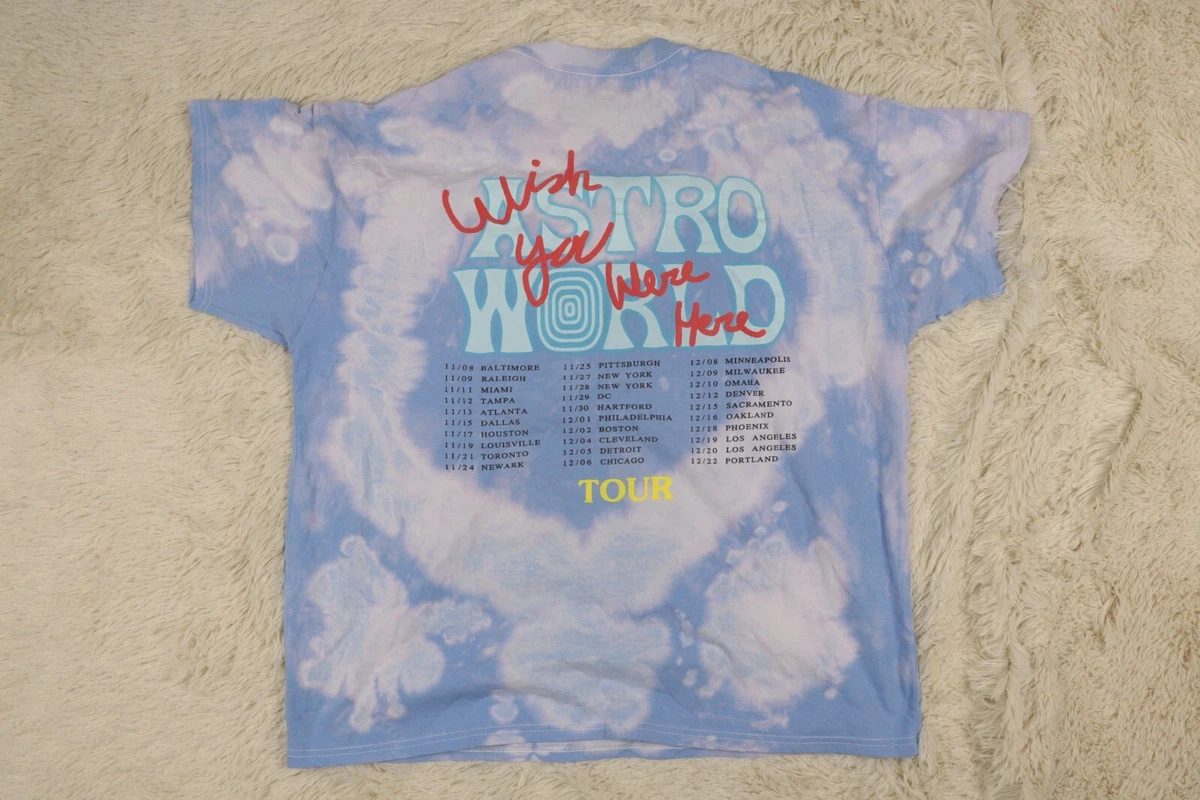 Wish
You
Were
Here
ASTRO
WORLD
11/08 BALTIMORE
11/09 RALEIGH
11/11 MIAMI
11/12 TAMPA
11/13 ATLANTA
11/15 DALLAS
11/17 HOUSTON
11/19 LOUISVILLE
11/21 TORONTO
11/24 NEWARK
11/25 PITTSBURGH
11/27 NEW YORK
11/28 NEW YORK
11/29 DC
11/30 HARTFORD
12/01 PHILADELPHIA
12/02 BOSTON
12/04 CLEVELAND
12/05 DETROIT
12/06 CHICAGO
12/08 MINNEAPOLIS
12/09 MILWAUKEE
12/10 OMAHA
12/12 DENVER
12/15 SACRAMENTO
12/16 OAKLAND
12/18 PHOENIX
12/19 LOS ANGELES
12/20 LOS ANGELES
12/22 PORTLAND
TOUR